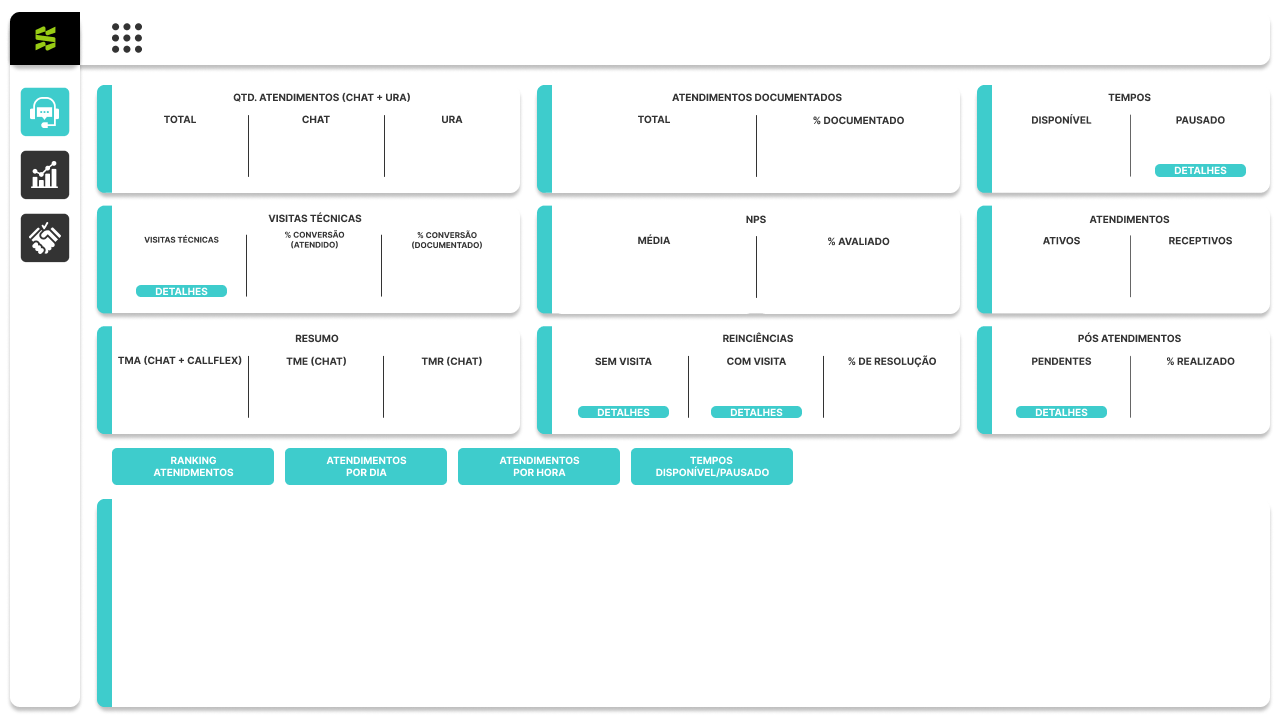 QTD. ATENDIMENTOS (CHAT + URA)
TOTAL
CHAT
URA
ATENDIMENTOS DOCUMENTADOS
TOTAL
% DOCUMENTADO
TEMPOS
DISPONÍVEL
PAUSADO
DETALHES
VISITAS TÉCNICAS
VISITAS TÉCNICAS
% CONVERSÃO
(ATENDIDO)
% CONVERSÃO
(DOCUMENTADO)
DETALHES
NPS
MÉDIA
% AVALIADO
ATENDIMENTOS
ATIVOS
RECEPTIVOS
RESUMO
TMA (CHAT + CALLFLEX)
TME (CHAT)
TMR (CHAT)
REINCIÊNCIAS
SEM VISITA
COM VISITA
% DE RESOLUÇÃO
DETALHES
DETALHES
PÓS ATENDIMENTOS
PENDENTES
% REALIZADO
DETALHES
RANKING
ATENIDMENTOS
ATENDIMENTOS
POR DIA
ATENDIMENTOS
POR HORA
TEMPOS
DISPONÍVEL/PAUSADO